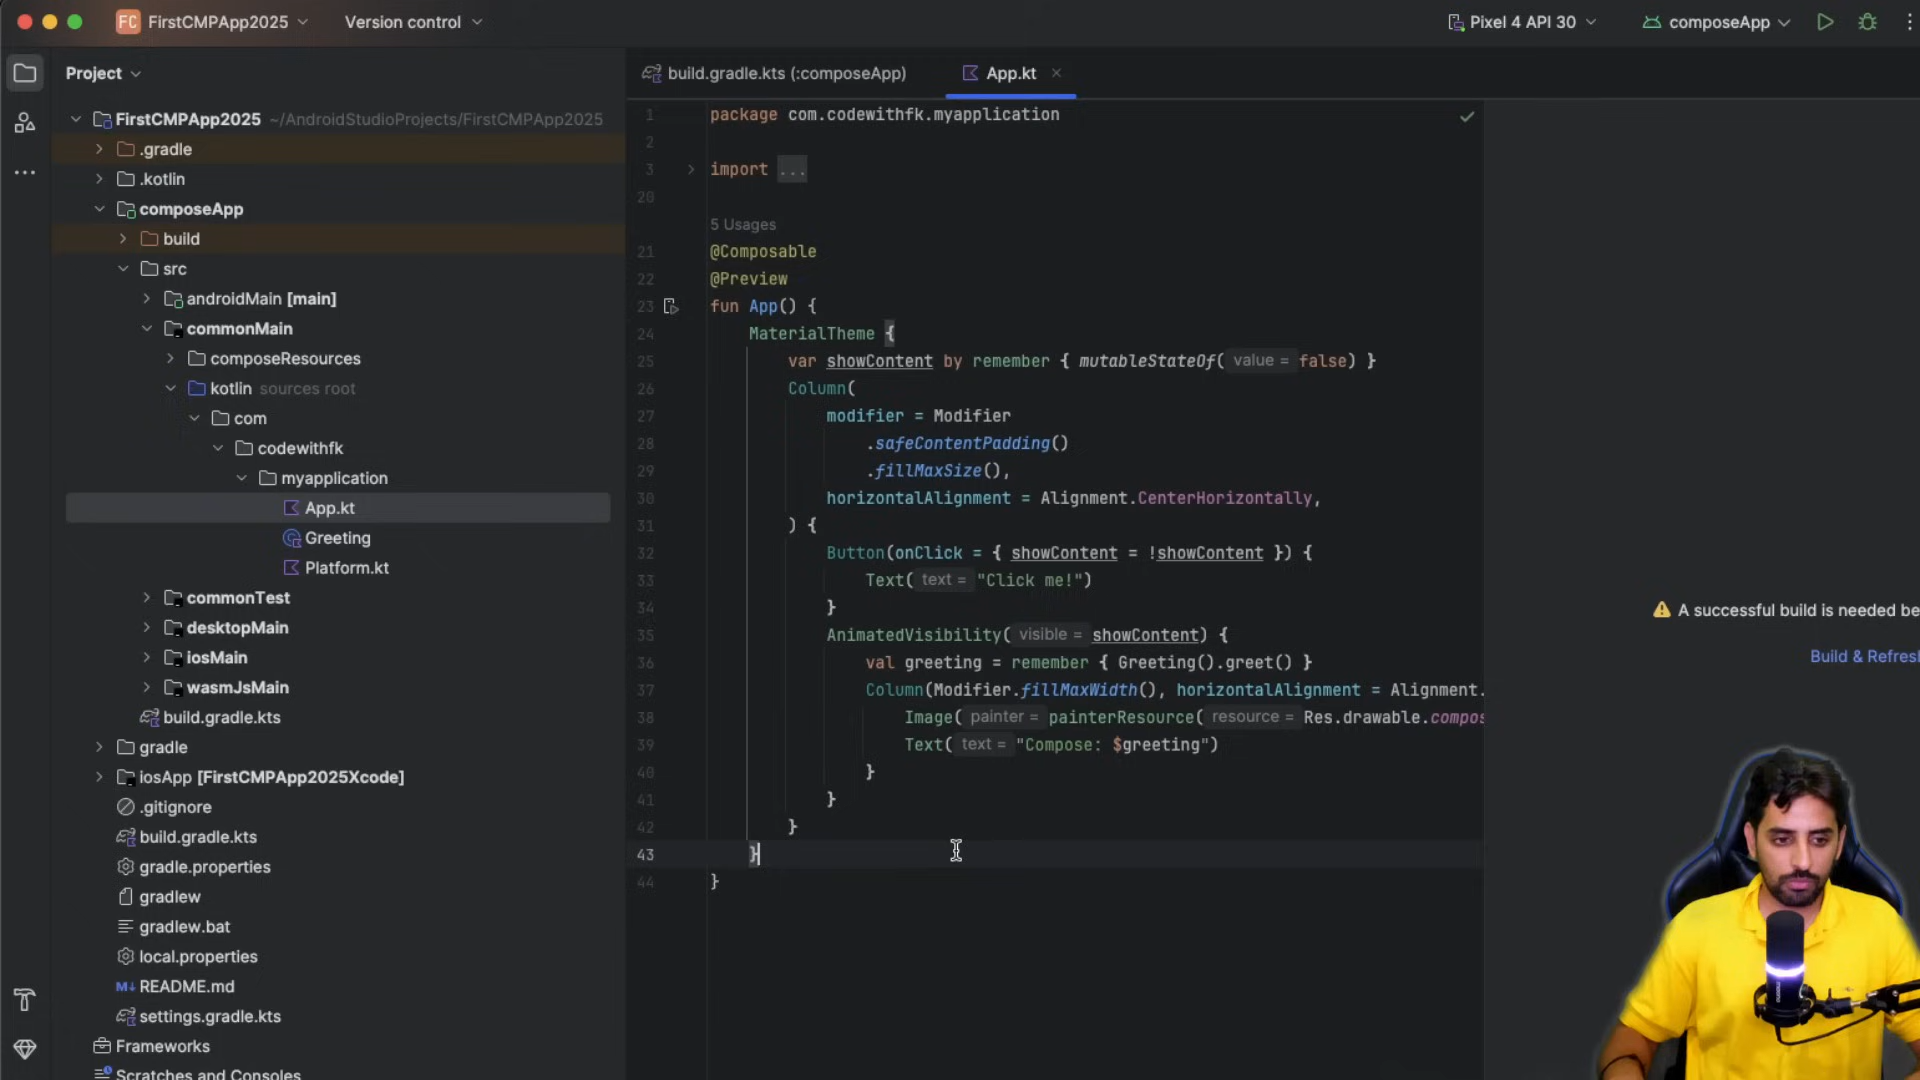 FC FirstCMPApp2025
Version control
Pixel 4 API 30
composeApp
Project
build.gradle.kts (:composeApp)
App.kt
FirstCMPApp2025 ~/AndroidStudioProjects/FirstCMPApp2025
.gradle
.kotlin
composeApp
build
src
androidMain [main]
commonMain
composeResources
kotlin sources root
com
codewithfk
myapplication
App.kt
Greeting
Platform.kt
commonTest
desktopMain
iosMain
wasmJsMain
build.gradle.kts
gradle
iosApp [FirstCMPApp2025Xcode]
.gitignore
build.gradle.kts
gradle.properties
gradlew
gradlew.bat
local.properties
M↓ README.md
settings.gradle.kts
Frameworks
Scratches and Consoles
1 package com.codewithfk.myapplication
2
3 import ...
20
5 Usages
21 @Composable
22 @Preview
23 fun App() {
24 MaterialTheme {
25 var showContent by remember { mutableStateOf( value = false) }
26 Column(
27 modifier = Modifier
28 .safeContentPadding()
29 .fillMaxSize(),
30 horizontalAlignment = Alignment.CenterHorizontally,
31 ) {
32 Button(onClick = { showContent = !showContent }) {
33 Text( text = "Click me!")
34 }
35 AnimatedVisibility( visible = showContent) {
36 val greeting = remember { Greeting().greet() }
37 Column(Modifier.fillMaxWidth(), horizontalAlignment = Alignment.
38 Image( painter = painterResource( resource = Res.drawable.compos
39 Text( text = "Compose: $greeting")
40 }
41 }
42 }
43 }
44 }
A successful build is needed be
Build & Refres